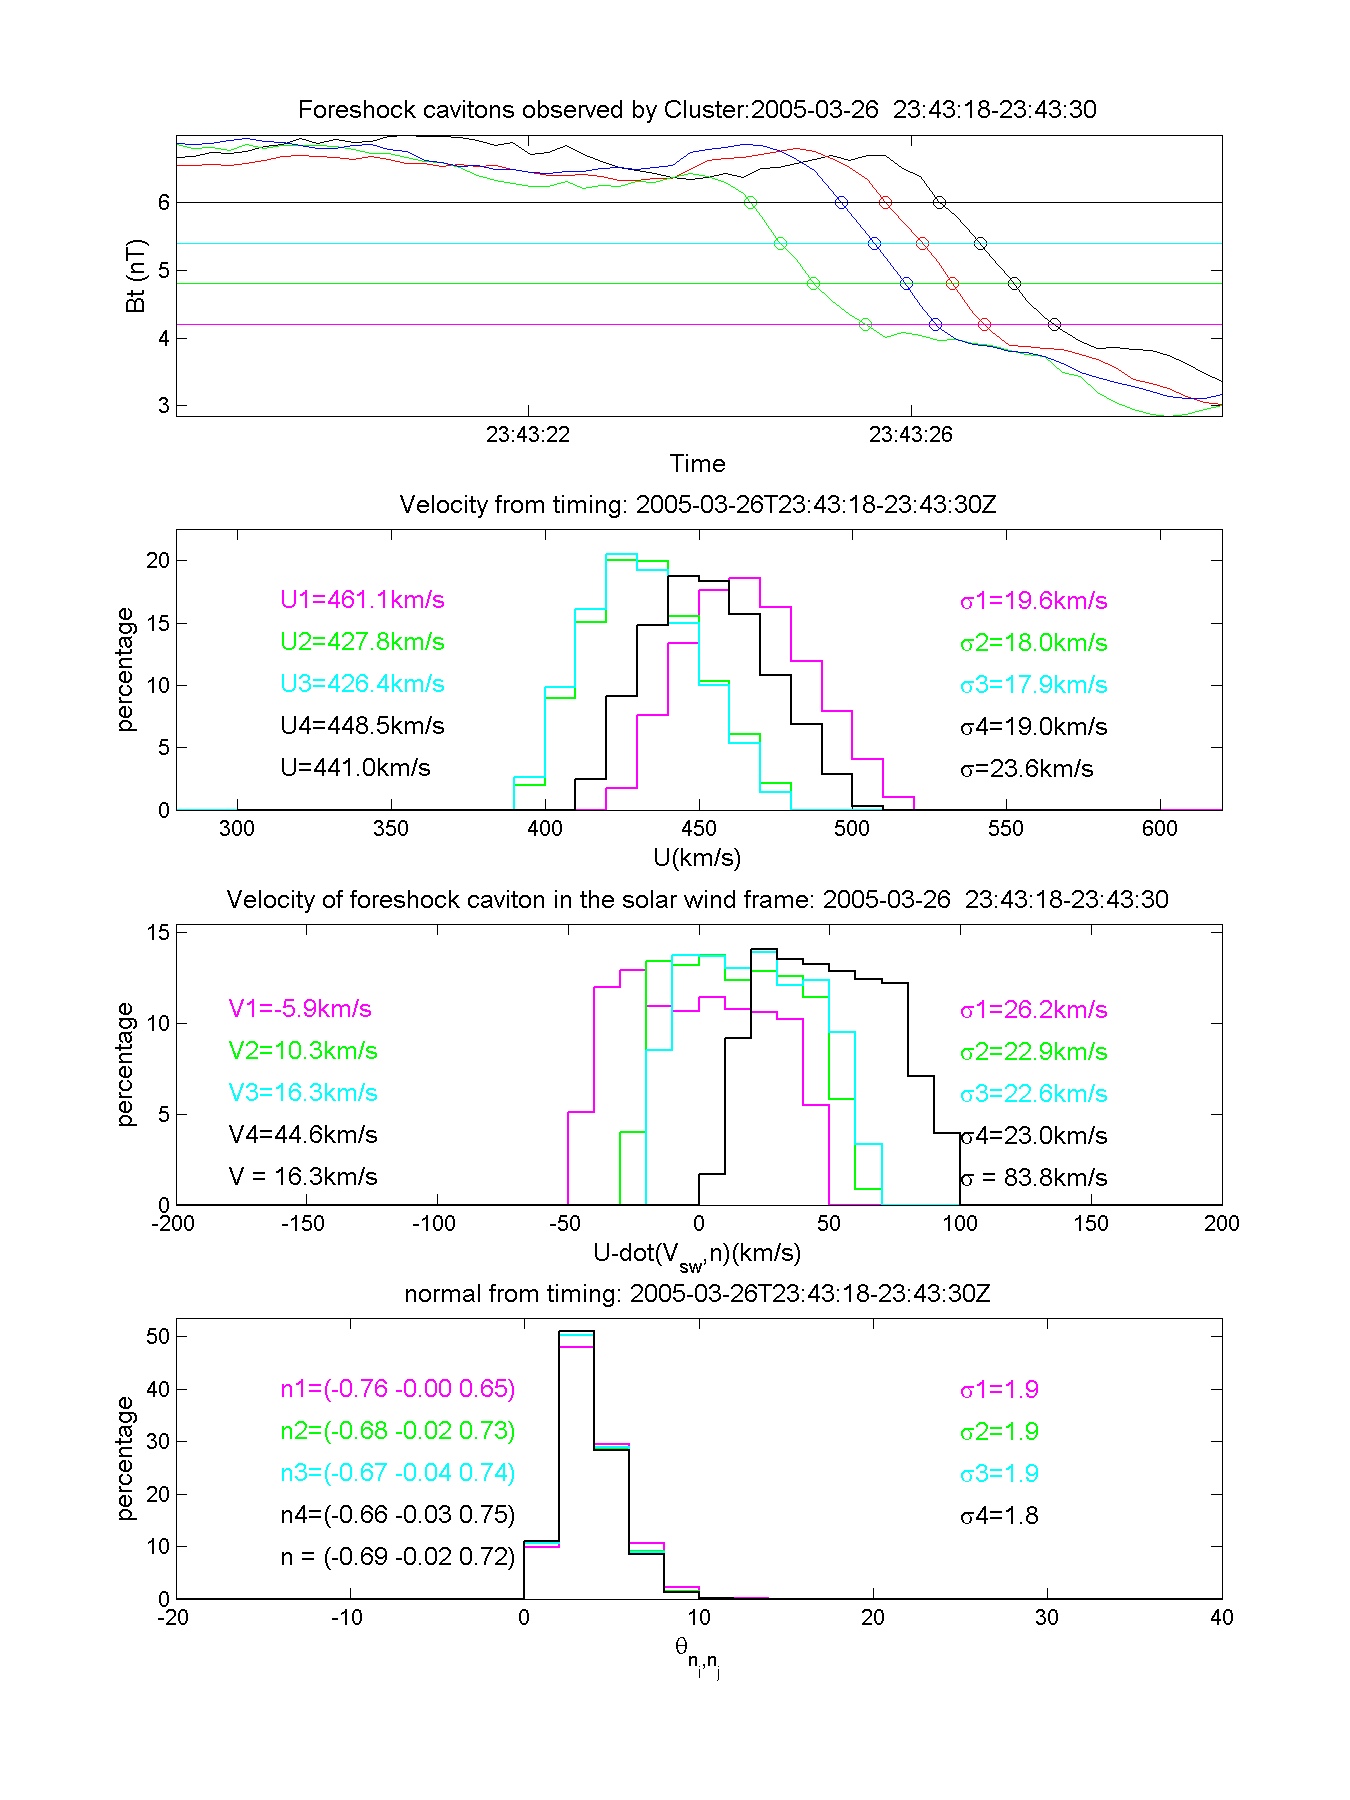 Foreshock cavitons observed by Cluster:2005-03-26  23:43:18-23:43:30
6
5
4
3
Bt (nT)
23:43:22 23:43:26
Time
Velocity from timing: 2005-03-26T23:43:18-23:43:30Z
20
15
10
5
0
percentage
U1=461.1km/s σ1=19.6km/s
U2=427.8km/s σ2=18.0km/s
U3=426.4km/s σ3=17.9km/s
U4=448.5km/s σ4=19.0km/s
U=441.0km/s σ=23.6km/s
300 350 400 450 500 550 600
U(km/s)
Velocity of foreshock caviton in the solar wind frame: 2005-03-26  23:43:18-23:43:30
15
10
5
0
percentage
V1=-5.9km/s σ1=26.2km/s
V2=10.3km/s σ2=22.9km/s
V3=16.3km/s σ3=22.6km/s
V4=44.6km/s σ4=23.0km/s
V = 16.3km/s σ = 83.8km/s
-200 -150 -100 -50 0 50 100 150 200
U-dot(Vsw,n)(km/s)
normal from timing: 2005-03-26T23:43:18-23:43:30Z
50
40
30
20
10
0
percentage
n1=(-0.76 -0.00 0.65) σ1=1.9
n2=(-0.68 -0.02 0.73) σ2=1.9
n3=(-0.67 -0.04 0.74) σ3=1.9
n4=(-0.66 -0.03 0.75) σ4=1.8
n = (-0.69 -0.02 0.72)
-20 -10 0 10 20 30 40
θni,nj